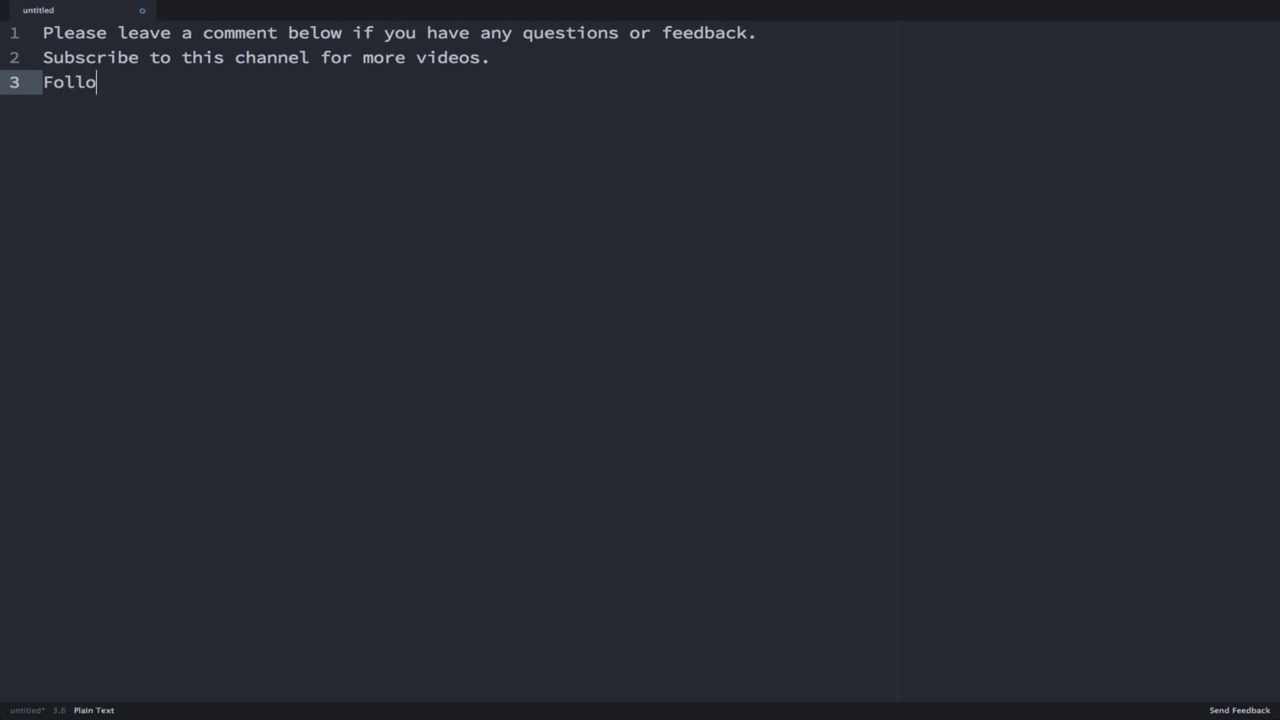 untitled
1 Please leave a comment below if you have any questions or feedback.
2 Subscribe to this channel for more videos.
3 Follo
untitled* 3,6 Plain Text Send Feedback